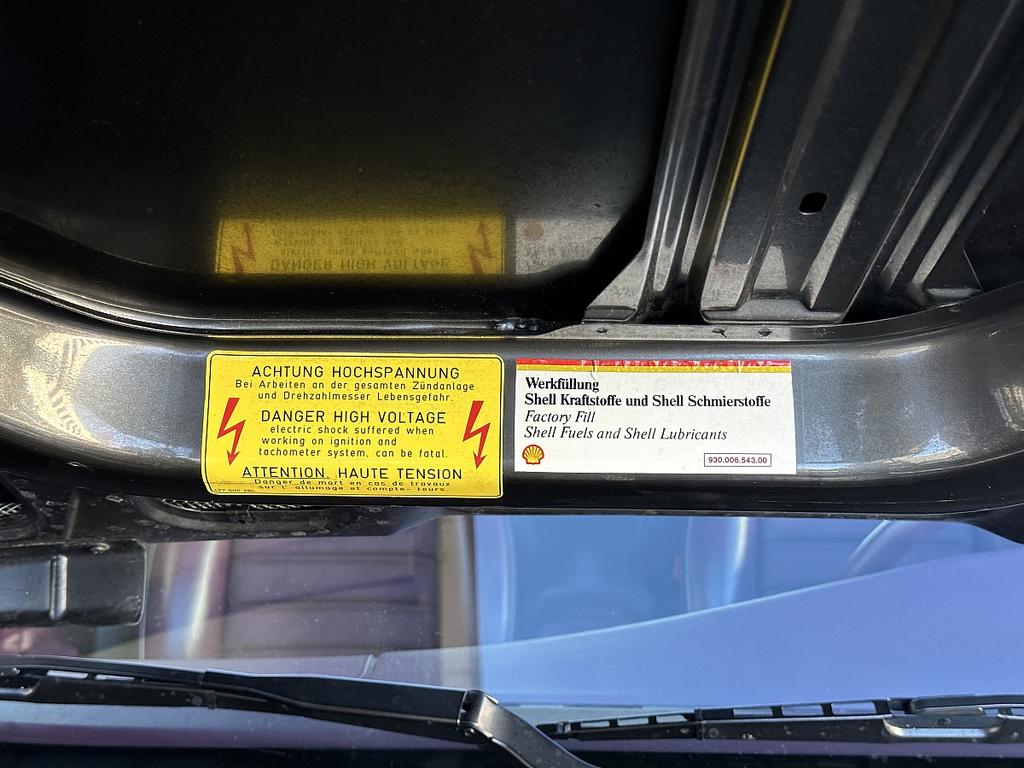 ACHTUNG HOCHSPANNUNG
Bei Arbeiten an der gesamten Zündanlage
und Drehzahlmesser Lebensgefahr.
DANGER HIGH VOLTAGE
electric shock suffered when
working on ignition and
tachometer system, can be fatal.
ATTENTION, HAUTE TENSION
Danger de mort en cas de travaux
sur l' allumage et compte- tours.
Werkfüllung
Shell Kraftstoffe und Shell Schmierstoffe
Factory Fill
Shell Fuels and Shell Lubricants
930.006.543.00